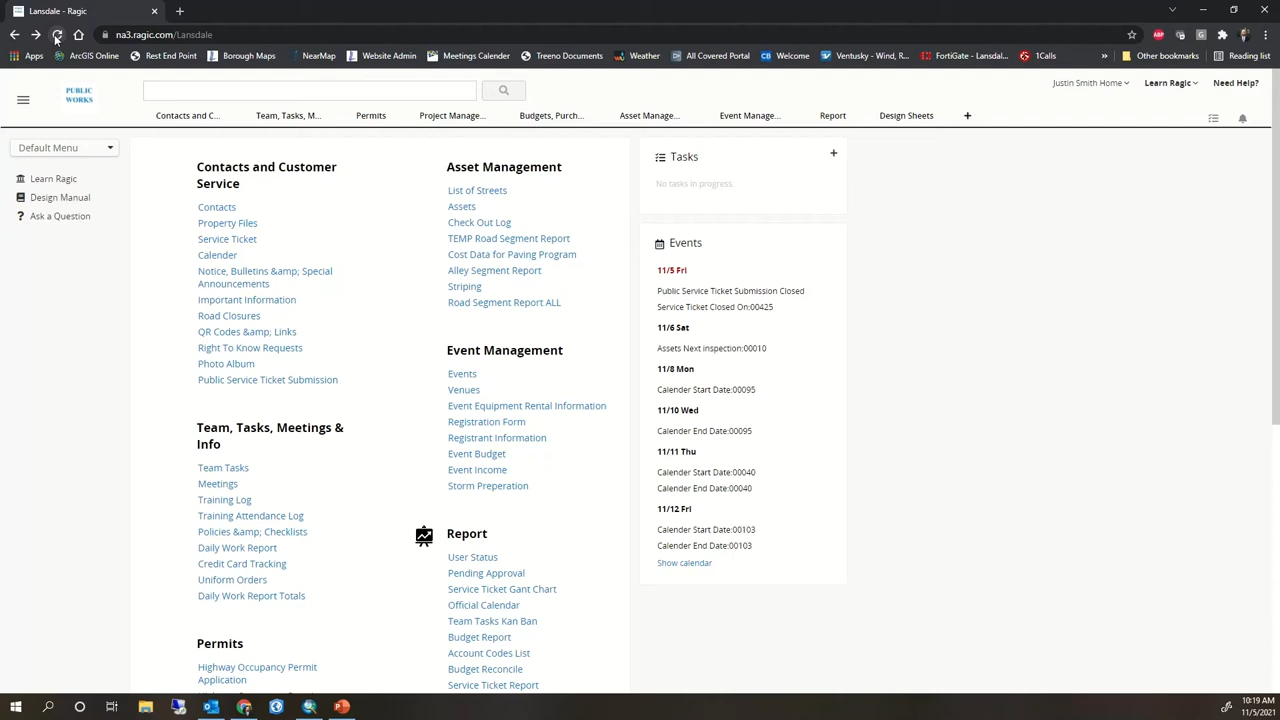 Lansdale - Ragic
na3.ragic.com/Lansdale
ABP
G
Apps
ArcGIS Online
Rest End Point
Borough Maps
NearMap
Website Admin
Meetings Calender
Treeno Documents
Weather
All Covered Portal
CB Welcome
Ventusky - Wind, R...
FortiGate - Lansdal...
1Calls
»
Other bookmarks
Reading list
PUBLIC
WORKS
Justin Smith Home
Learn Ragic
Need Help?
Contacts and C...
Team, Tasks, M...
Permits
Project Manage...
Budgets, Purch...
Asset Manage...
Event Manage...
Report
Design Sheets
Default Menu
Learn Ragic
Design Manual
? Ask a Question
Contacts and Customer
Service
Contacts
Property Files
Service Ticket
Calender
Notice, Bulletins &amp; Special
Announcements
Important Information
Road Closures
QR Codes &amp; Links
Right To Know Requests
Photo Album
Public Service Ticket Submission
Team, Tasks, Meetings &
Info
Team Tasks
Meetings
Training Log
Training Attendance Log
Policies &amp; Checklists
Daily Work Report
Credit Card Tracking
Uniform Orders
Daily Work Report Totals
Permits
Highway Occupancy Permit
Application
Asset Management
List of Streets
Assets
Check Out Log
TEMP Road Segment Report
Cost Data for Paving Program
Alley Segment Report
Striping
Road Segment Report ALL
Event Management
Events
Venues
Event Equipment Rental Information
Registration Form
Registrant Information
Event Budget
Event Income
Storm Preperation
Report
User Status
Pending Approval
Service Ticket Gant Chart
Official Calendar
Team Tasks Kan Ban
Budget Report
Account Codes List
Budget Reconcile
Service Ticket Report
Tasks
No tasks in progress.
Events
11/5 Fri
Public Service Ticket Submission Closed
Service Ticket Closed On:00425
11/6 Sat
Assets Next inspection:00010
11/8 Mon
Calender Start Date:00095
11/10 Wed
Calender End Date:00095
11/11 Thu
Calender Start Date:00040
Calender End Date:00040
11/12 Fri
Calender Start Date:00103
Calender End Date:00103
Show calendar
10:19 AM
11/5/2021